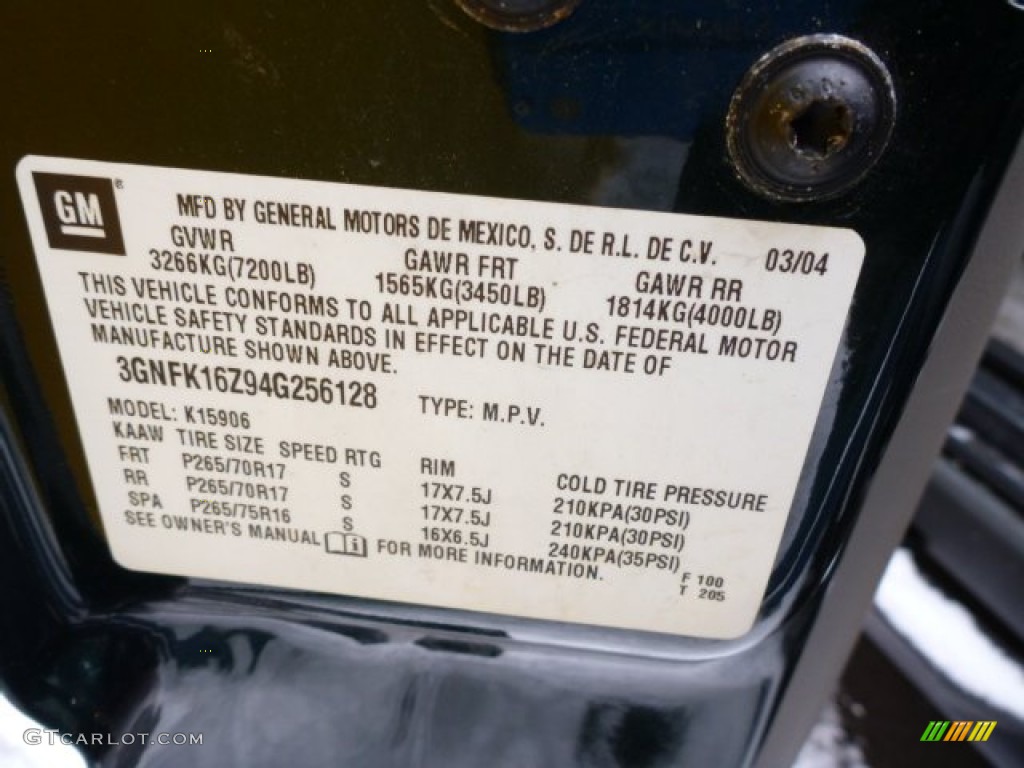 GM®
MFD BY GENERAL MOTORS DE MEXICO, S. DE R.L. DE C.V. 03/04
GVWR GAWR FRT GAWR RR
3266KG(7200LB) 1565KG(3450LB) 1814KG(4000LB)
THIS VEHICLE CONFORMS TO ALL APPLICABLE U.S. FEDERAL MOTOR
VEHICLE SAFETY STANDARDS IN EFFECT ON THE DATE OF
MANUFACTURE SHOWN ABOVE.
3GNFK16Z94G256128 TYPE: M.P.V.
MODEL: K15906
KAAW TIRE SIZE SPEED RTG RIM COLD TIRE PRESSURE
FRT P265/70R17 S 17X7.5J 210KPA(30PSI)
RR P265/70R17 S 17X7.5J 210KPA(30PSI)
SPA P265/75R16 S 16X6.5J 240KPA(35PSI)
SEE OWNER'S MANUAL FOR MORE INFORMATION.
F 100
T 205
GTCARLOT.COM